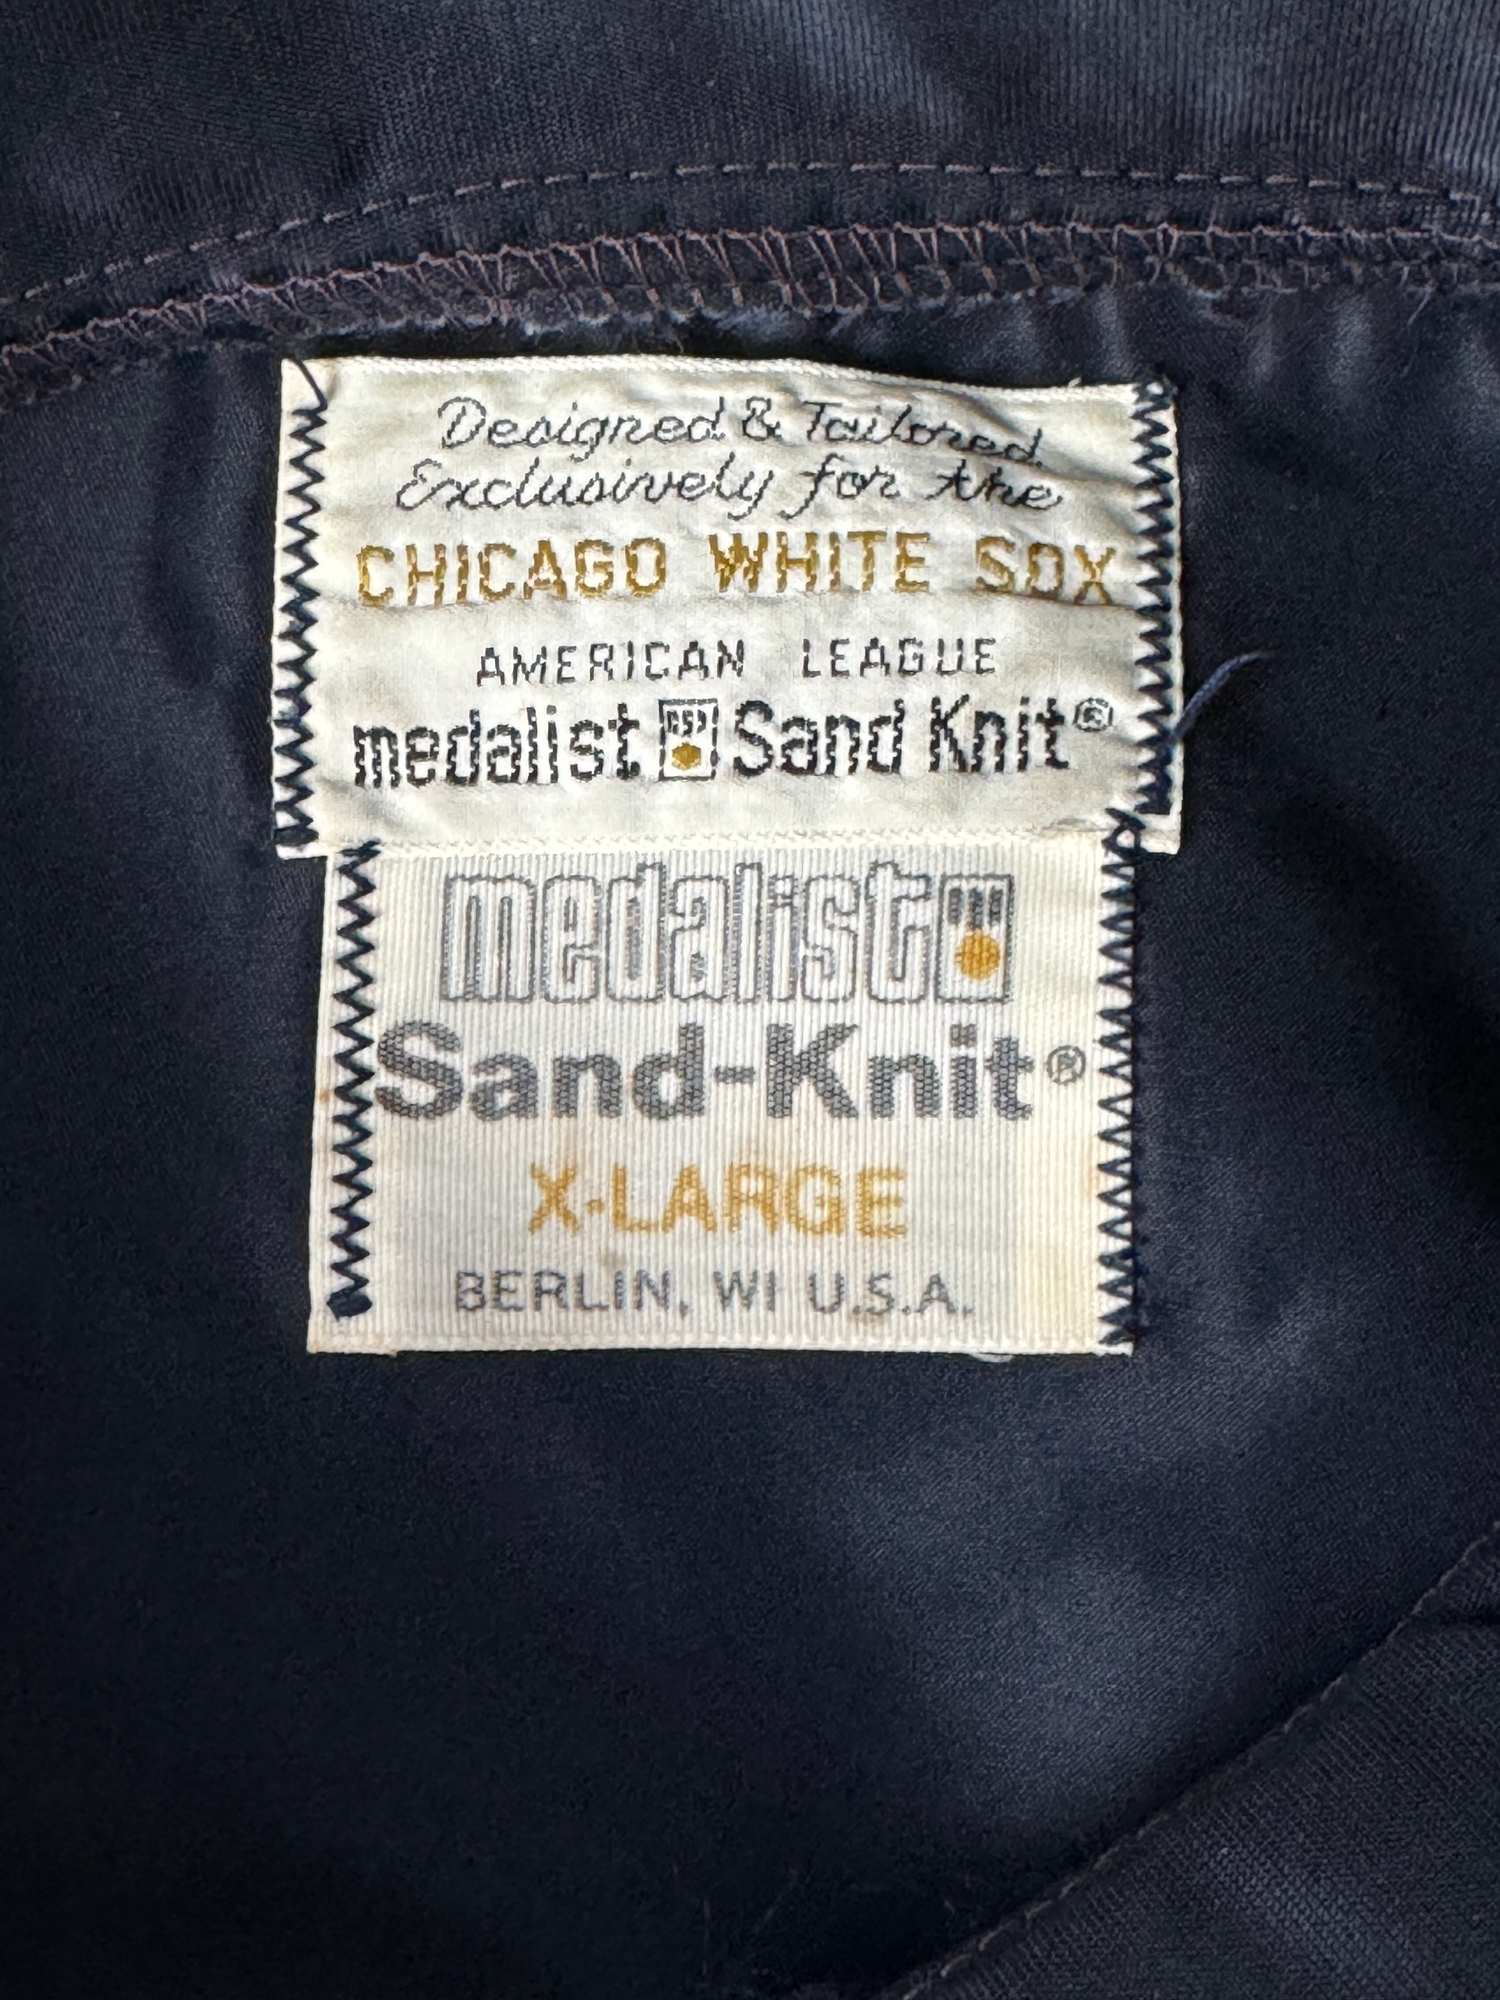 Designed & Tailored
Exclusively for the
CHICAGO WHITE SOX
AMERICAN LEAGUE
medalist Sand Knit®
medalist
Sand-Knit®
X-LARGE
BERLIN, WI U.S.A.